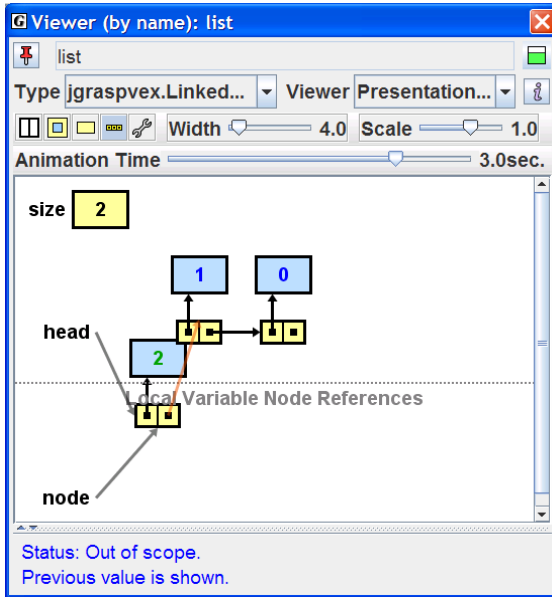 G Viewer (by name): list
list
Type jgraspvex.Linked... Viewer Presentation... i
Width 4.0 Scale 1.0
Animation Time 3.0sec.
size 2
1 0
head
2
Local Variable Node References
node
Status: Out of scope.
Previous value is shown.